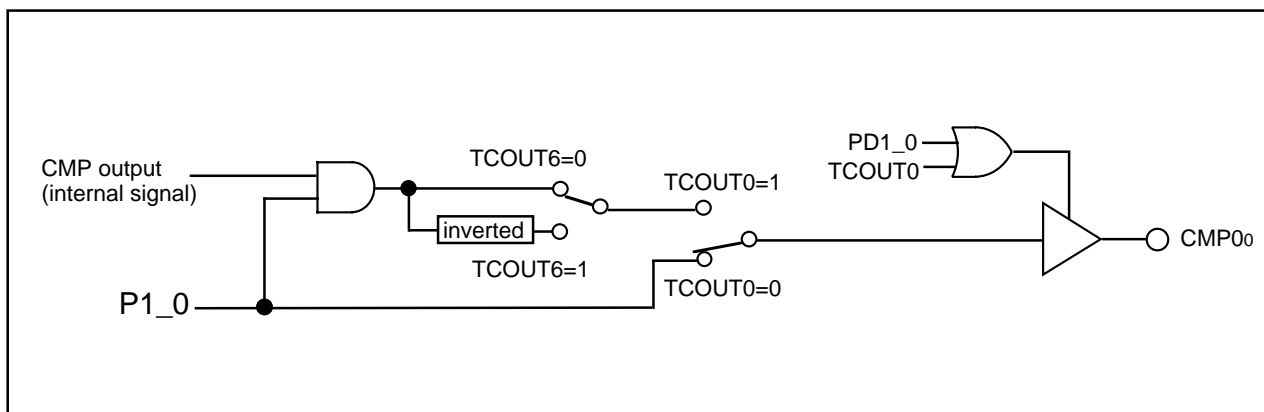 CMP output
(internal signal)
P1_0
TCOUT6=0
inverted
TCOUT6=1
TCOUT0=1
TCOUT0=0
PD1_0
TCOUT0
CMP00